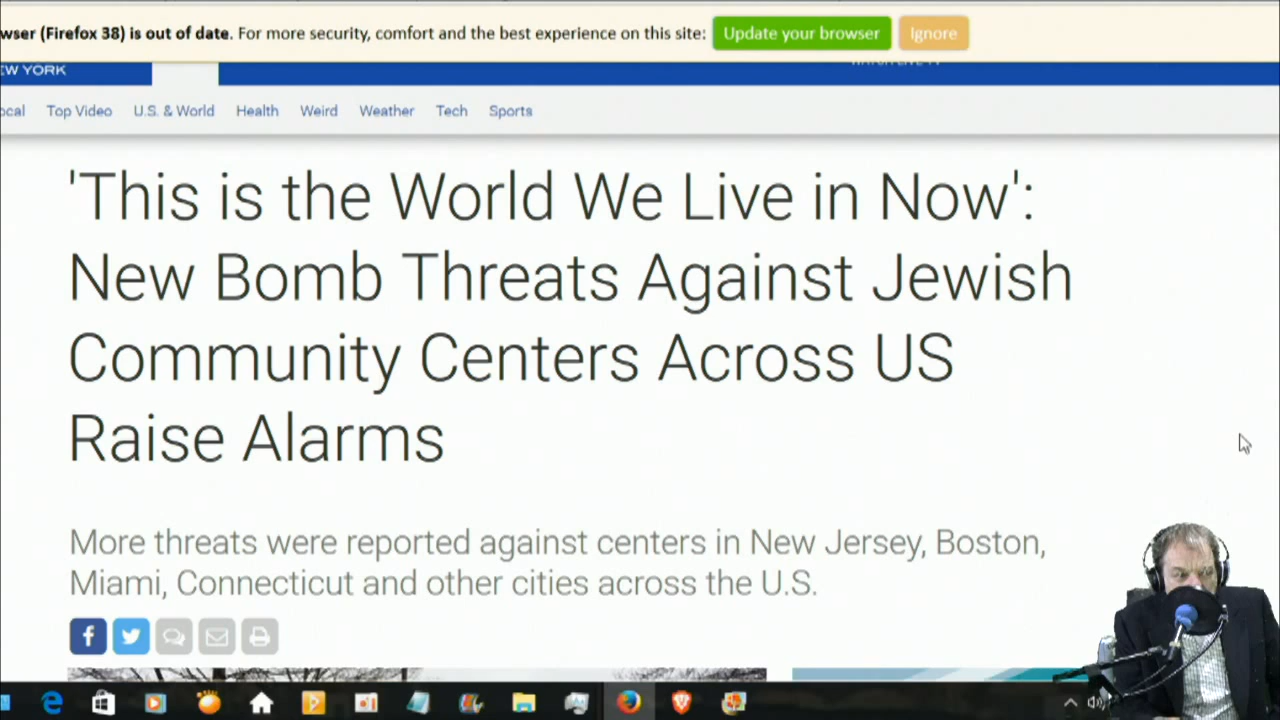 wser (Firefox 38) is out of date. For more security, comfort and the best experience on this site: Update your browser Ignore
EW YORK
ocal Top Video U.S. & World Health Weird Weather Tech Sports
'This is the World We Live in Now':
New Bomb Threats Against Jewish
Community Centers Across US
Raise Alarms
More threats were reported against centers in New Jersey, Boston,
Miami, Connecticut and other cities across the U.S.